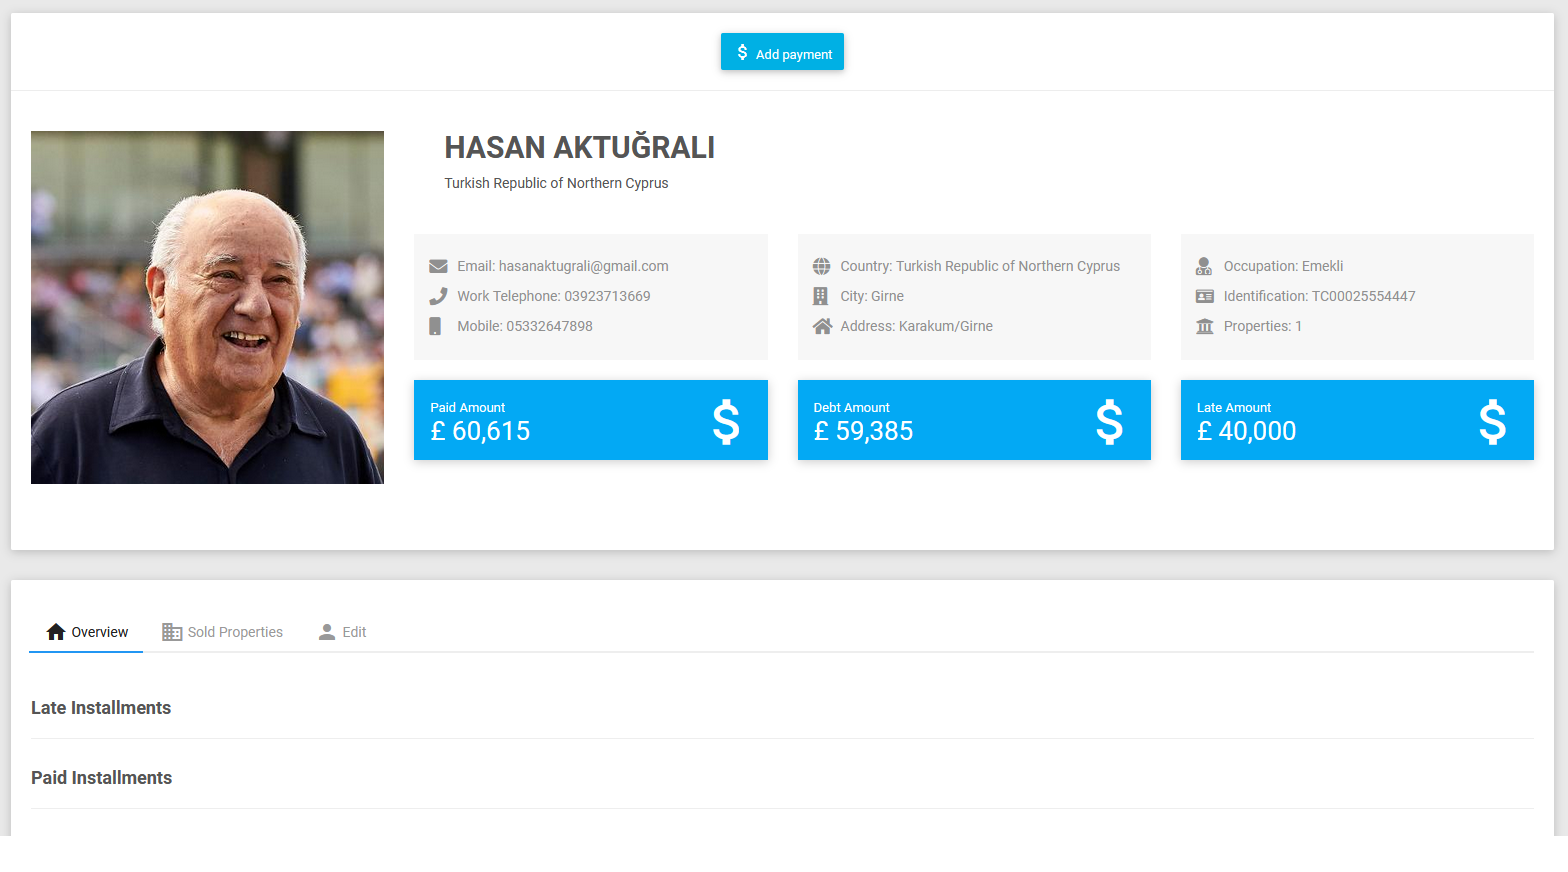 Add payment
HASAN AKTUĞRALI
Turkish Republic of Northern Cyprus
Email: hasanaktugrali@gmail.com
Work Telephone: 03923713669
Mobile: 05332647898
Country: Turkish Republic of Northern Cyprus
City: Girne
Address: Karakum/Girne
Occupation: Emekli
Identification: TC00025554447
Properties: 1
Paid Amount
£ 60,615
Debt Amount
£ 59,385
Late Amount
£ 40,000
Overview
Sold Properties
Edit
Late Installments
Paid Installments